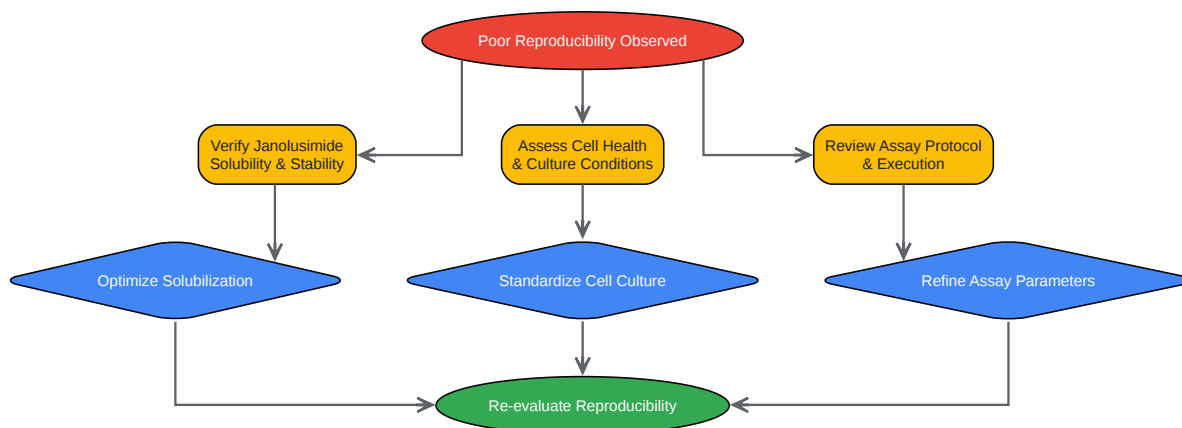 Poor Reproducibility Observed
Verify Janolusimide
Solubility & Stability
Assess Cell Health
& Culture Conditions
Review Assay Protocol
& Execution
Optimize Solubilization
Standardize Cell Culture
Refine Assay Parameters
Re-evaluate Reproducibility